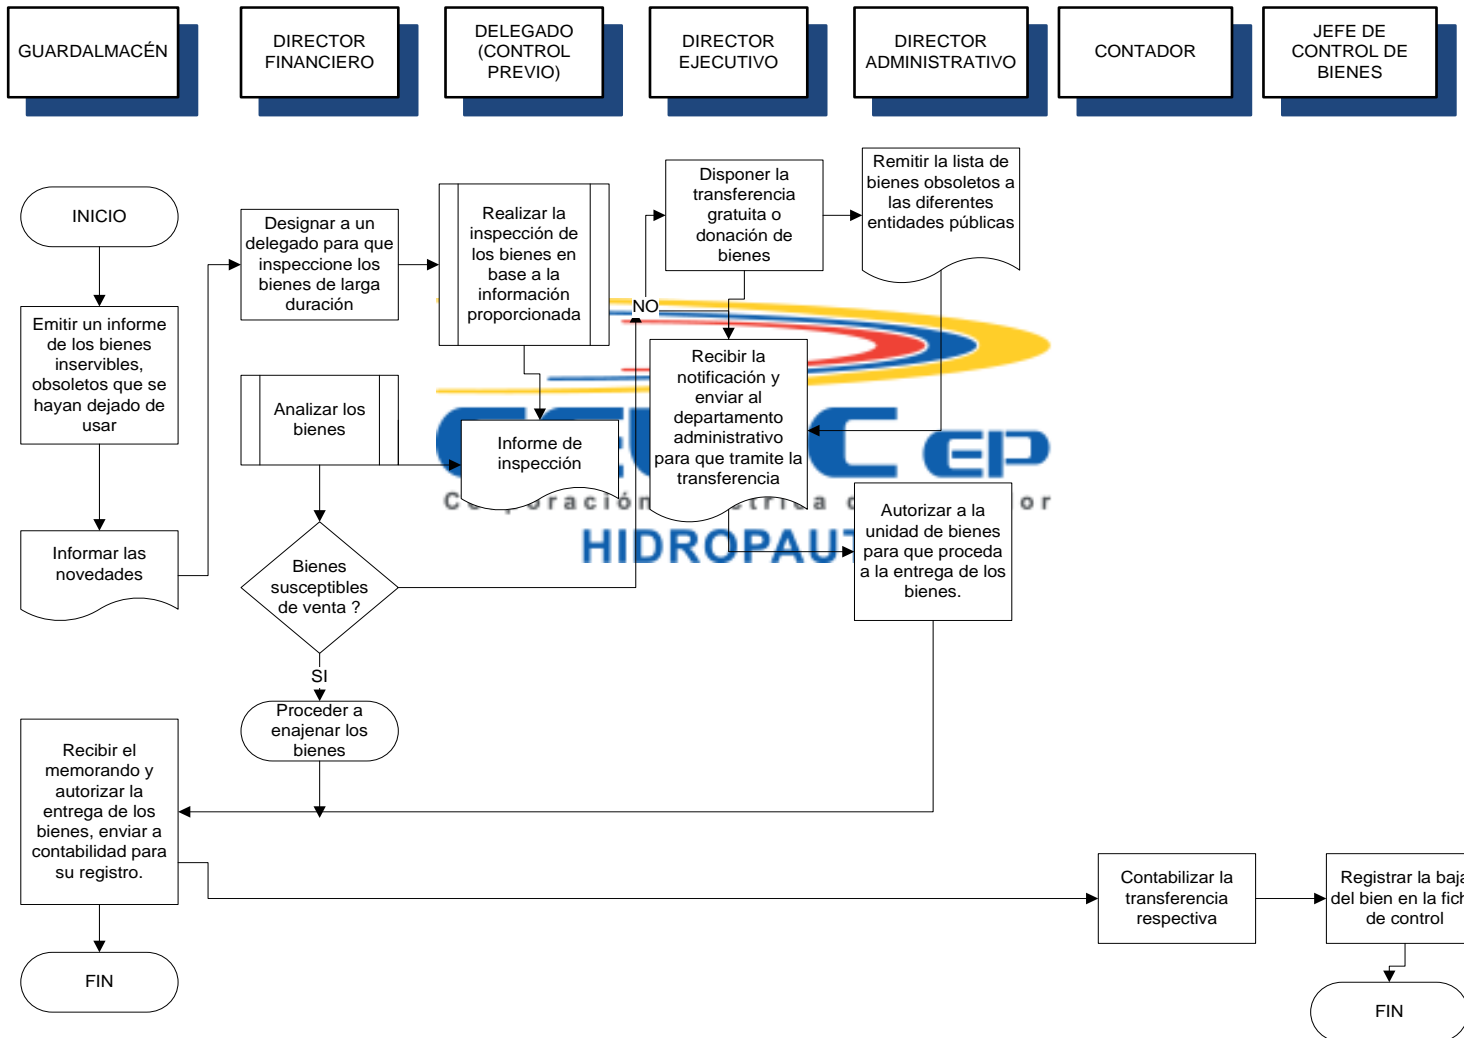 GUARDALMACÉN
DIRECTOR
FINANCIERO
DELEGADO
(CONTROL
PREVIO)
DIRECTOR
EJECUTIVO
DIRECTOR
ADMINISTRATIVO
CONTADOR
JEFE DE
CONTROL DE
BIENES
INICIO
Emitir un informe
de los bienes
inservibles,
obsoletos que se
hayan dejado de
usar
Informar las
novedades
Designar a un
delegado para que
inspeccione los
bienes de larga
duración
Realizar la
inspección de
los bienes en
base a la
información
proporcionada
Analizar los
bienes
Informe de
inspección
Bienes
susceptibles
de venta ?
NO
SI
Proceder a
enajenar los
bienes
Disponer la
transferencia
gratuita o
donación de
bienes
Remitir la lista de
bienes obsoletos a
las diferentes
entidades públicas
Recibir la
notificación y
enviar al
departamento
administrativo
para que tramite la
transferencia
Autorizar a la
unidad de bienes
para que proceda
a la entrega de los
bienes.
Recibir el
memorando y
autorizar la
entrega de los
bienes, enviar a
contabilidad para
su registro.
FIN
Contabilizar la
transferencia
respectiva
Registrar la baja
del bien en la fich
de control
FIN
EP
HIDROPAUT